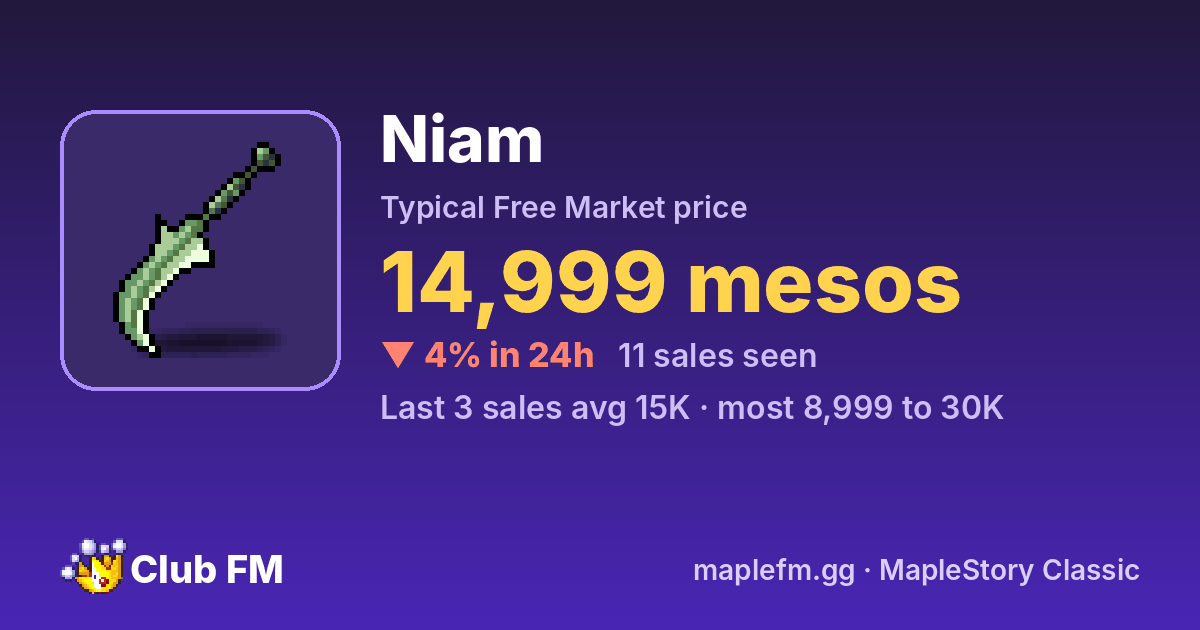 Niam
Typical Free Market price
14,999 mesos
▼ 4% in 24h 11 sales seen
Last 3 sales avg 15K · most 8,999 to 30K
Club FM
maplefm.gg · MapleStory Classic